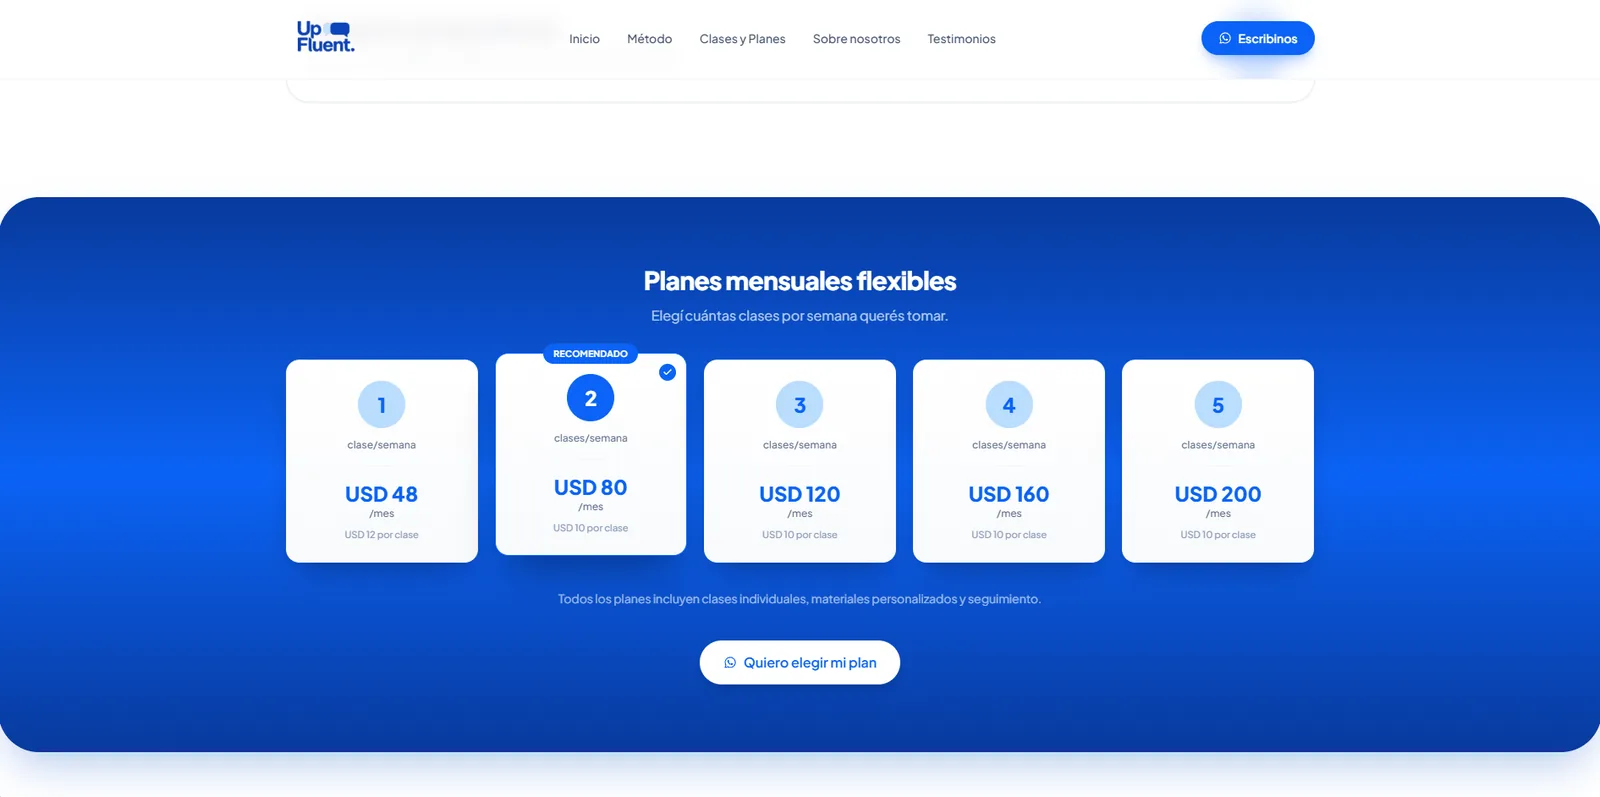 Up
Fluent.
Inicio
Método
Clases y Planes
Sobre nosotros
Testimonios
Escribinos
Planes mensuales flexibles
Elegí cuántas clases por semana querés tomar.
1
clase/semana
USD 48
/mes
USD 12 por clase
RECOMENDADO
2
clases/semana
USD 80
/mes
USD 10 por clase
3
clases/semana
USD 120
/mes
USD 10 por clase
4
clases/semana
USD 160
/mes
USD 10 por clase
5
clases/semana
USD 200
/mes
USD 10 por clase
Todos los planes incluyen clases individuales, materiales personalizados y seguimiento.
Quiero elegir mi plan